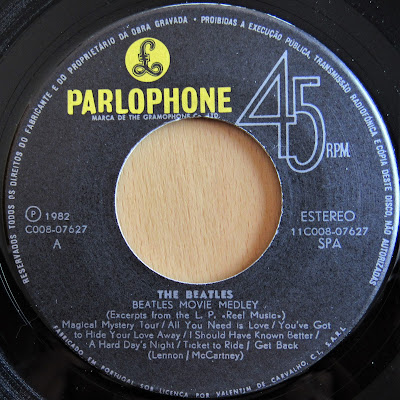 RESERVADOS TODOS OS DIREITOS DO FABRICANTE E DO PROPRIETÁRIO DA OBRA GRAVADA • PROIBIDAS A EXECUÇÃO PÚBLICA, TRANSMISSÃO RADIOFÓNICA E CÓPIA DESTE DISCO, NÃO AUTORIZADAS
£
PARLOPHONE
MARCA DE THE GRAMOPHONE Co. LTD.
45
RPM.
Ⓟ 1982
C008-07627
A
ESTEREO
11C008-07627
SPA
THE BEATLES
BEATLES MOVIE MEDLEY
(Excerpts from the L. P. «Reel Music»)
Magical Mystery Tour / All You Need is Love / You've Got
to Hide Your Love Away / I Should Have Known Better /
A Hard Day's Night / Ticket to Ride / Get Back
(Lennon / McCartney)
FABRICADO EM PORTUGAL POR LICENÇA POR VALENTIM DE CARVALHO, C. I., S.A.R.L.